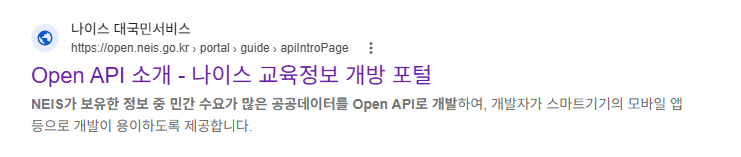 나이스 대국민서비스
https://open.neis.go.kr › portal › guide › apiIntroPage
Open API 소개 - 나이스 교육정보 개방 포털
NEIS가 보유한 정보 중 민간 수요가 많은 공공데이터를 Open API로 개발하여, 개발자가 스마트기기의 모바일 앱
등으로 개발이 용이하도록 제공합니다.